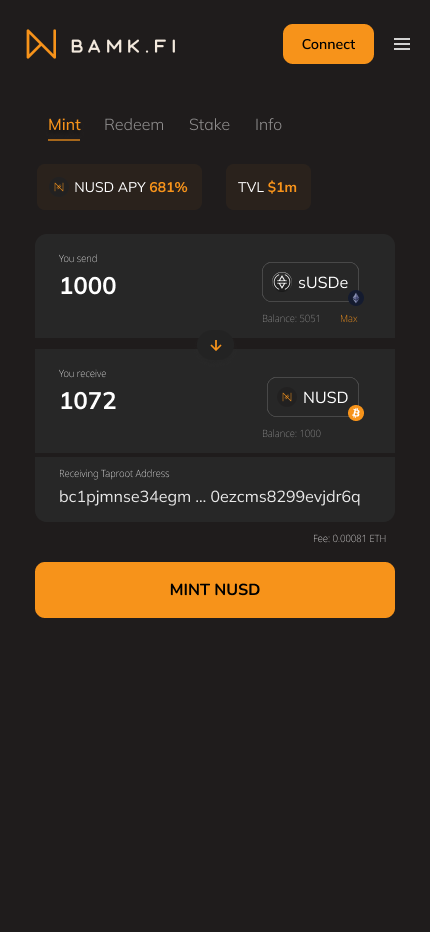 BAMK.FI
Connect
Mint Redeem Stake Info
NUSD APY 681% TVL $1m
You send
1000
sUSDe
Balance: 5051 Max
You receive
1072
NUSD
Balance: 1000
Receiving Taproot Address
bc1pjmnse34egm ... 0ezcms8299evjdr6q
Fee: 0.00081 ETH
MINT NUSD